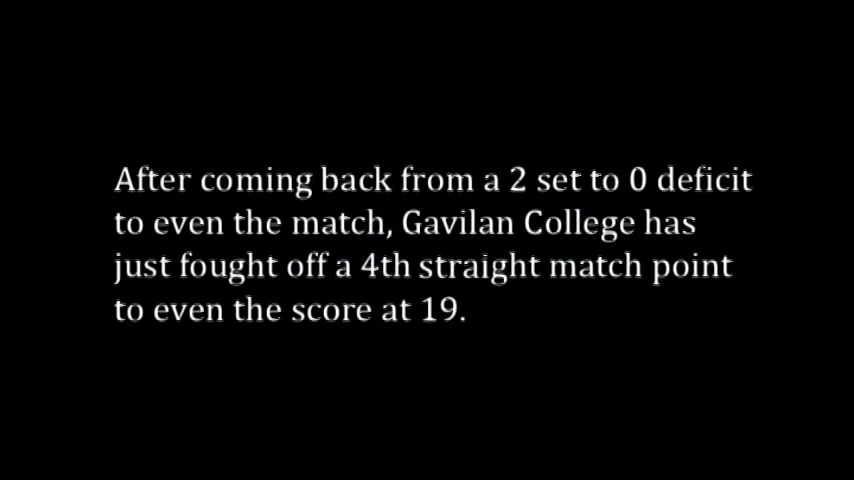 After coming back from a 2 set to 0 deficit
to even the match, Gavilan College has
just fought off a 4th straight match point
to even the score at 19.